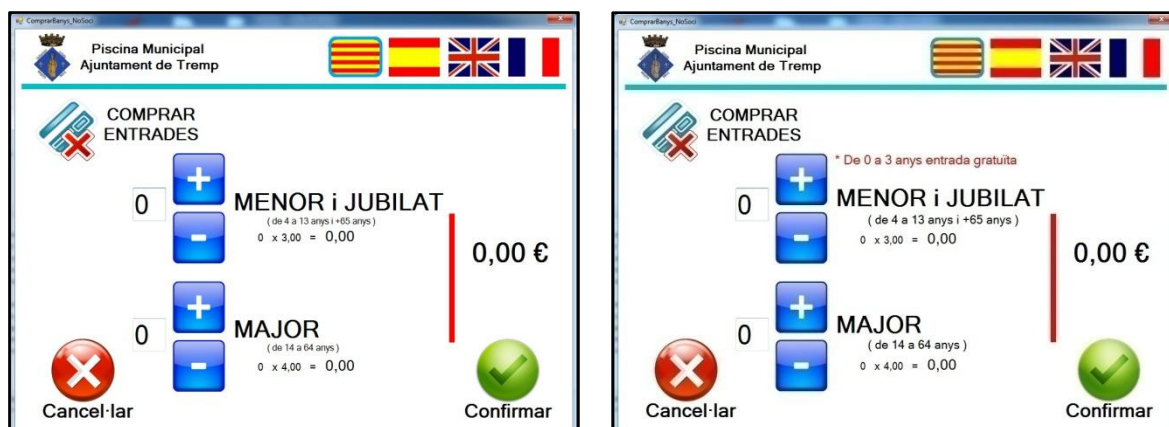 ComprarBanys_NoSoci
Piscina Municipal
Ajuntament de Tremp
COMPRAR
ENTRADES
0
+
-
MENOR i JUBILAT
( de 4 a 13 anys i +65 anys )
0 x 3,00 = 0,00
0,00 €
0
+
-
MAJOR
( de 14 a 64 anys )
0 x 4,00 = 0,00
Cancel·lar
Confirmar
ComprarBanys_NoSoci
Piscina Municipal
Ajuntament de Tremp
COMPRAR
ENTRADES
* De 0 a 3 anys entrada gratuïta
0
+
-
MENOR i JUBILAT
( de 4 a 13 anys i +65 anys )
0 x 3,00 = 0,00
0,00 €
0
+
-
MAJOR
( de 14 a 64 anys )
0 x 4,00 = 0,00
Cancel·lar
Confirmar